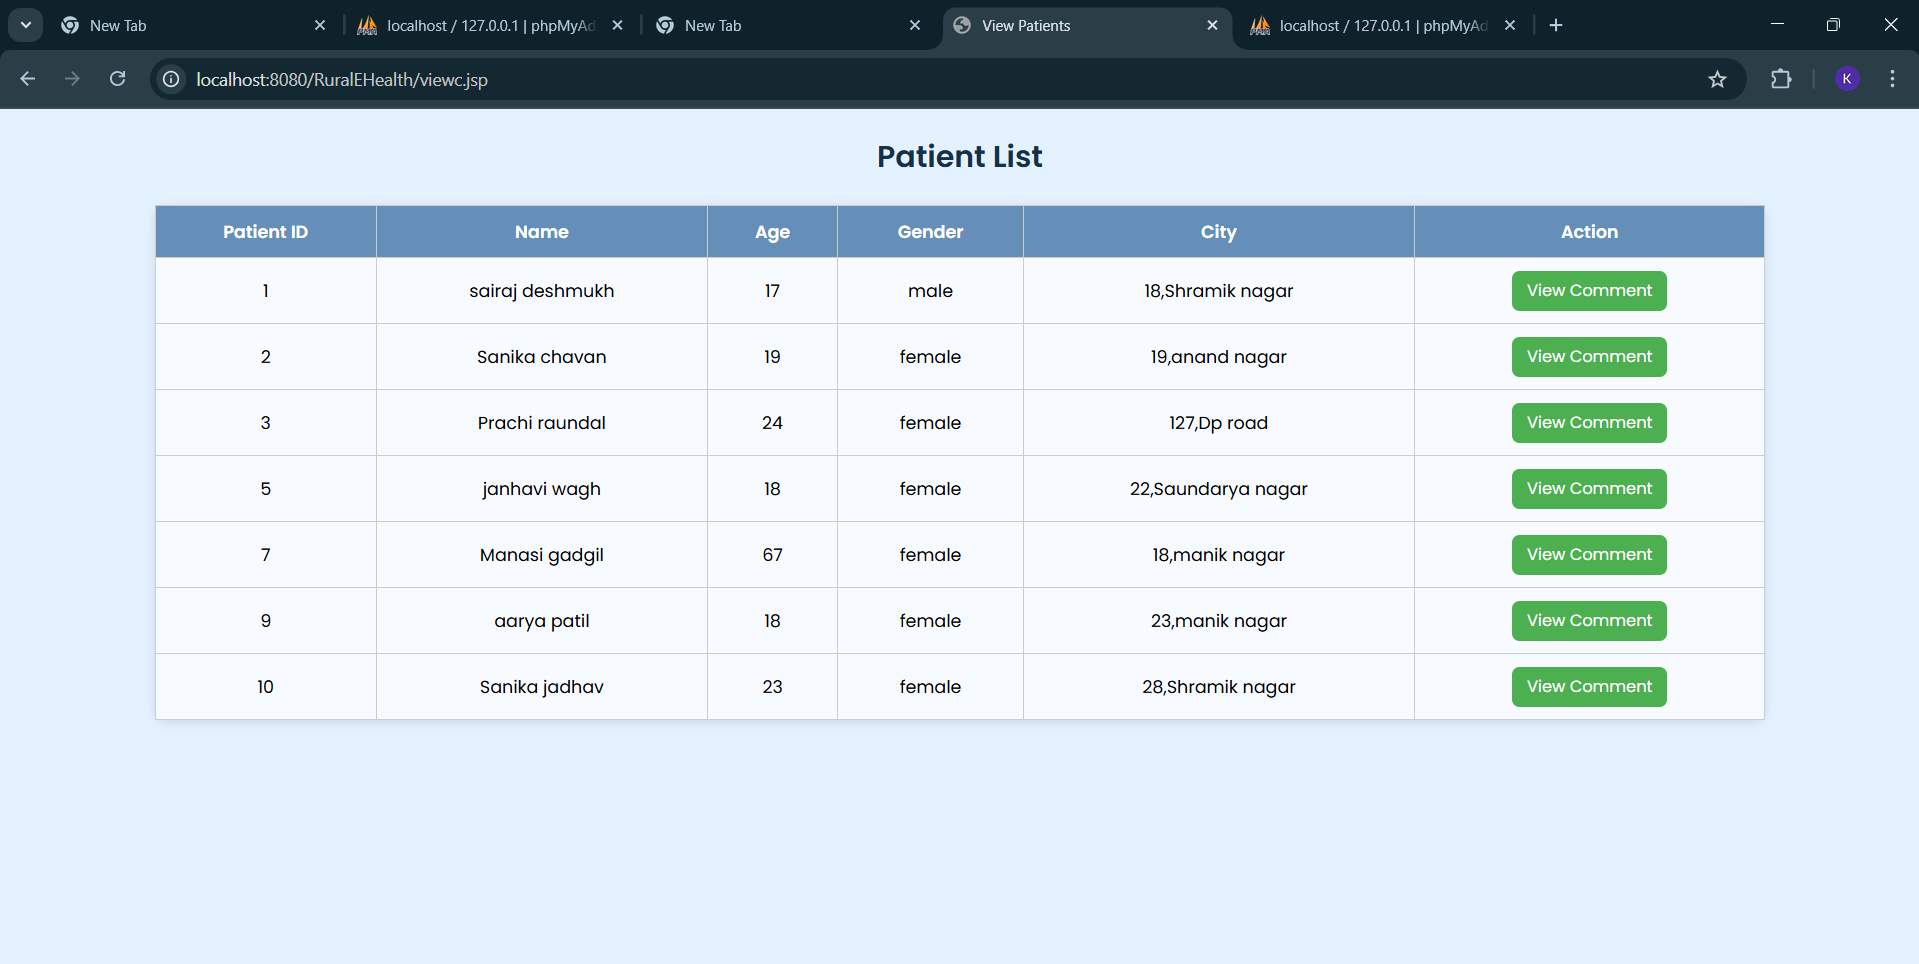 New Tab
localhost / 127.0.0.1 | phpMyAd
New Tab
View Patients
localhost / 127.0.0.1 | phpMyAd
localhost:8080/RuralEHealth/viewc.jsp
K
Patient List
Patient ID Name Age Gender City Action
1 sairaj deshmukh 17 male 18,Shramik nagar View Comment
2 Sanika chavan 19 female 19,anand nagar View Comment
3 Prachi raundal 24 female 127,Dp road View Comment
5 janhavi wagh 18 female 22,Saundarya nagar View Comment
7 Manasi gadgil 67 female 18,manik nagar View Comment
9 aarya patil 18 female 23,manik nagar View Comment
10 Sanika jadhav 23 female 28,Shramik nagar View Comment